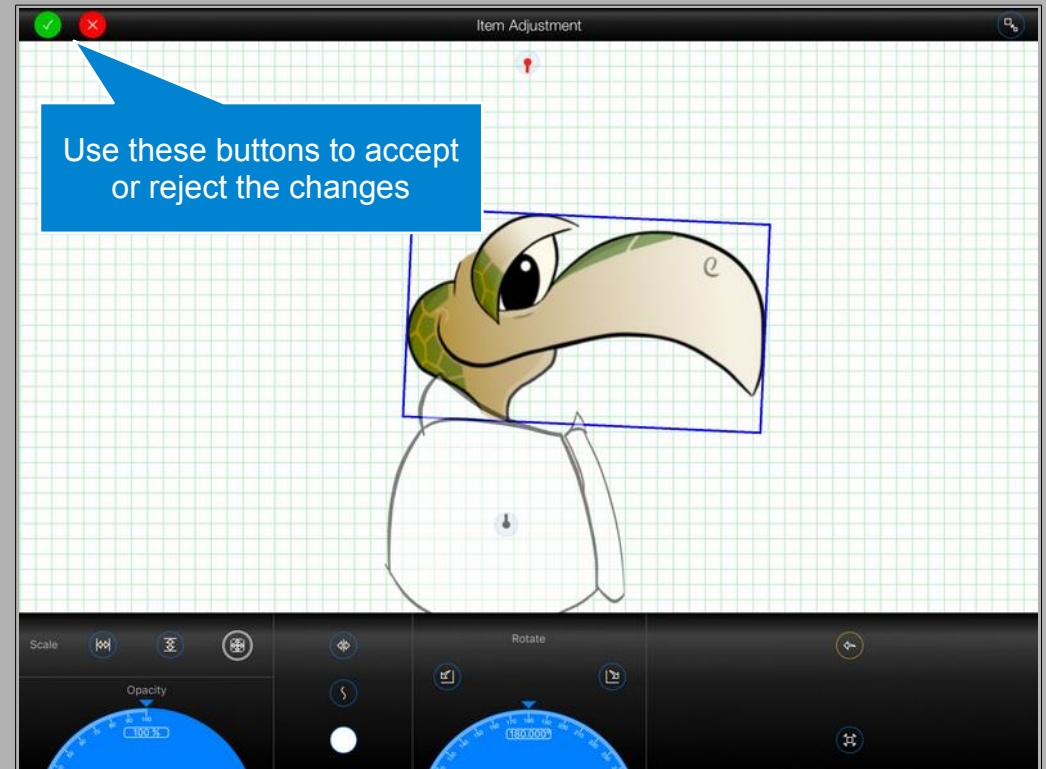 Item Adjustment
Use these buttons to accept
or reject the changes
Scale
Rotate
Opacity
100 %
180.000°